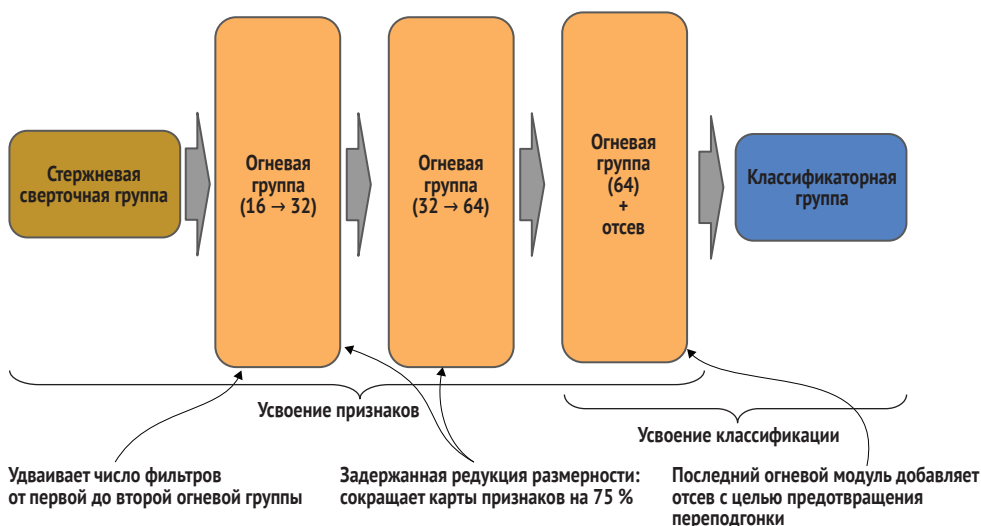 Стержневая
сверточная группа
Огневая
группа
(16 → 32)
Огневая
группа
(32 → 64)
Огневая
группа
(64)
+
отсев
Классификаторная
группа
Усвоение признаков
Усвоение классификации
Удваивает число фильтров
от первой до второй огневой группы
Задержанная редукция размерности:
сокращает карты признаков на 75 %
Последний огневой модуль добавляет
отсев с целью предотвращения
переподгонки